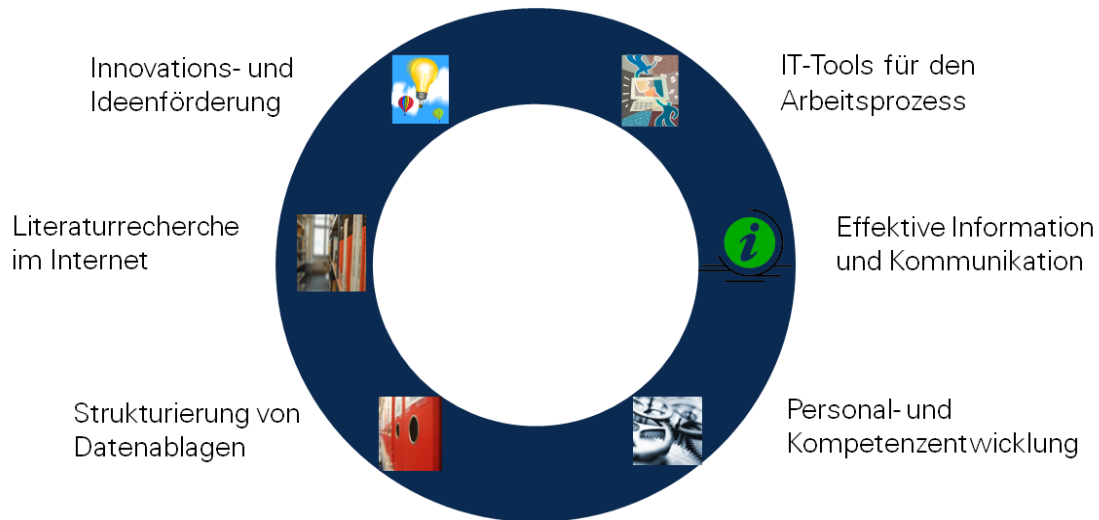 Innovations- und
Ideenförderung
IT-Tools für den
Arbeitsprozess
Literaturrecherche
im Internet
Effektive Information
und Kommunikation
Strukturierung von
Datenablagen
Personal- und
Kompetenzentwicklung